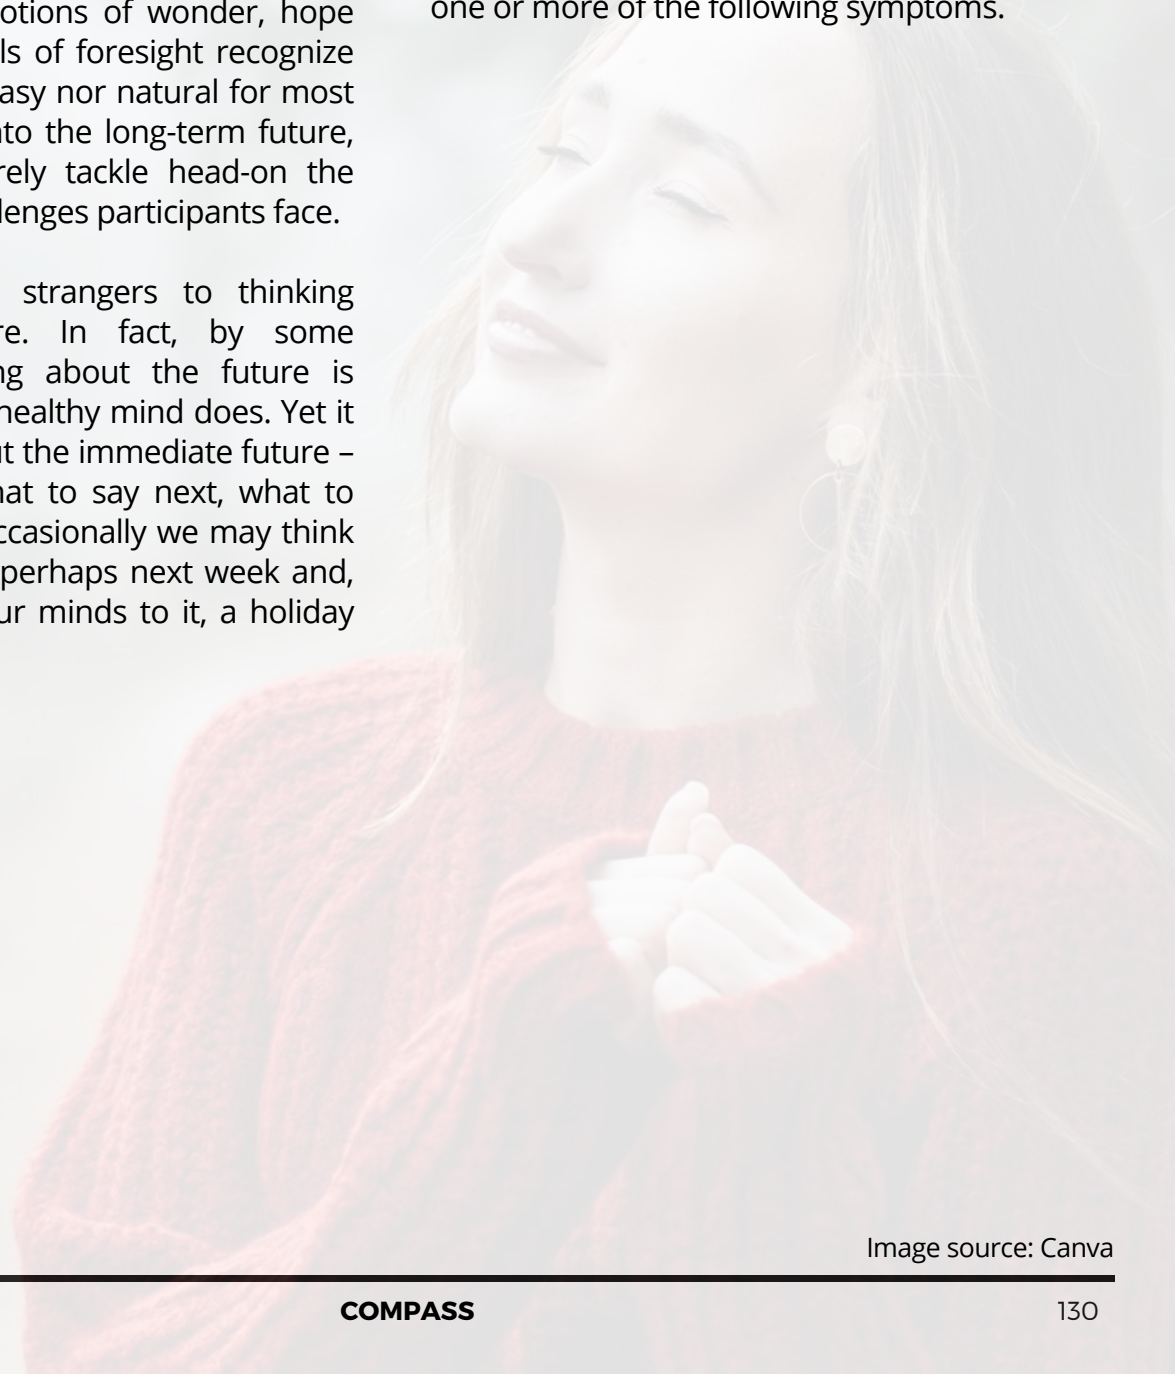 otions of wonder, hope
ls of foresight recognize
asy nor natural for most
nto the long-term future,
rely tackle head-on the
lenges participants face.
strangers to thinking
re. In fact, by some
ng about the future is
healthy mind does. Yet it
ut the immediate future –
hat to say next, what to
ccasionally we may think
perhaps next week and,
ur minds to it, a holiday
one or more of the following symptoms.
Image source: Canva
COMPASS
130